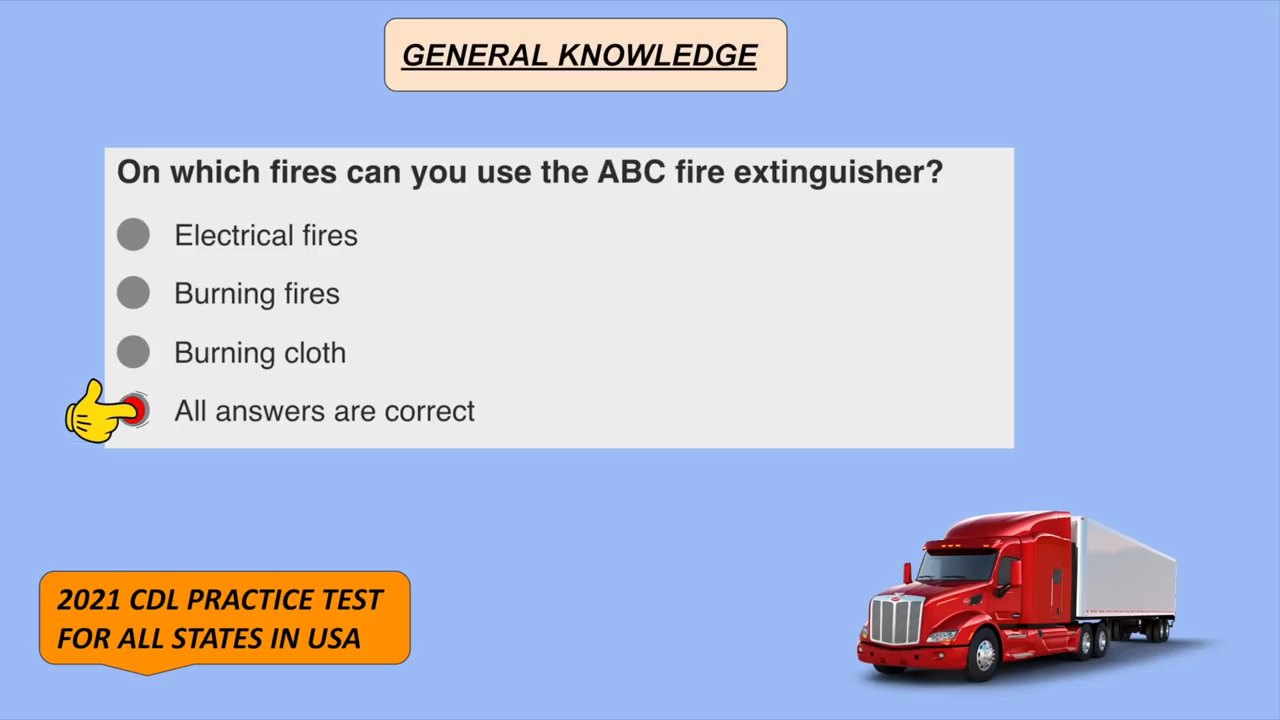 GENERAL KNOWLEDGE
On which fires can you use the ABC fire extinguisher?
Electrical fires
Burning fires
Burning cloth
All answers are correct
2021 CDL PRACTICE TEST
FOR ALL STATES IN USA